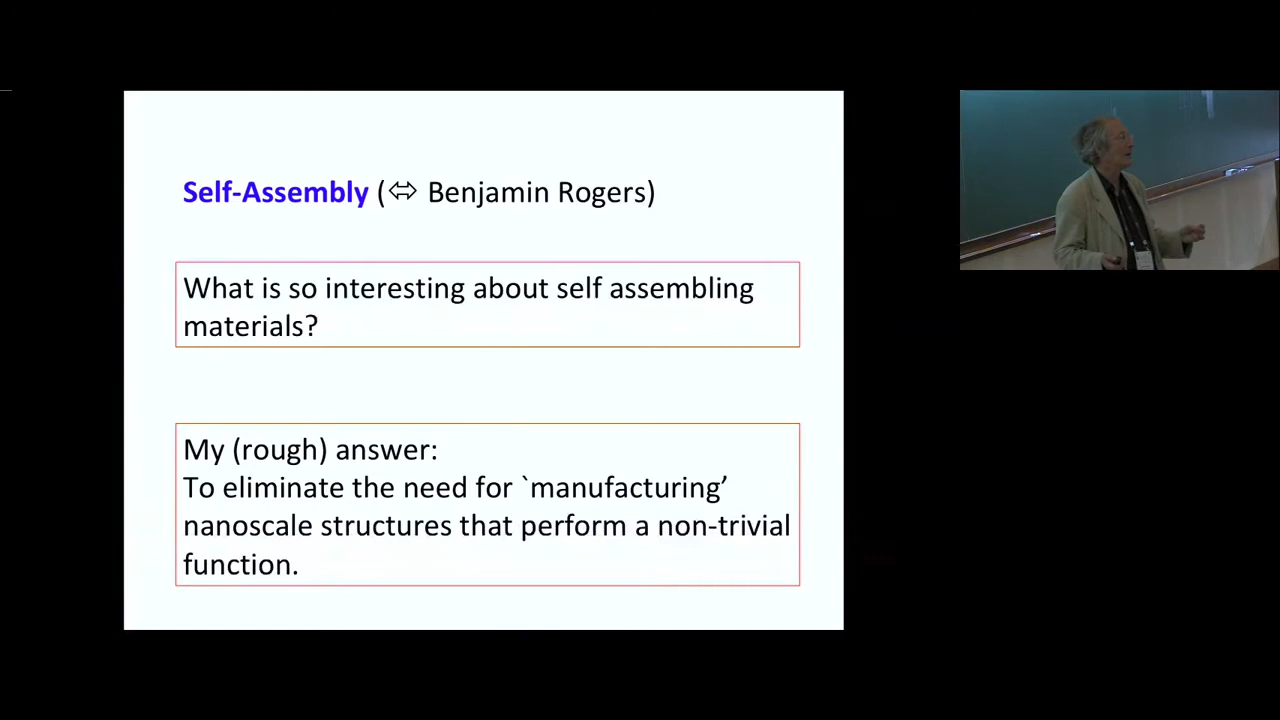 Self-Assembly (⇔ Benjamin Rogers)
What is so interesting about self assembling
materials?
My (rough) answer:
To eliminate the need for `manufacturing’
nanoscale structures that perform a non-trivial
function.